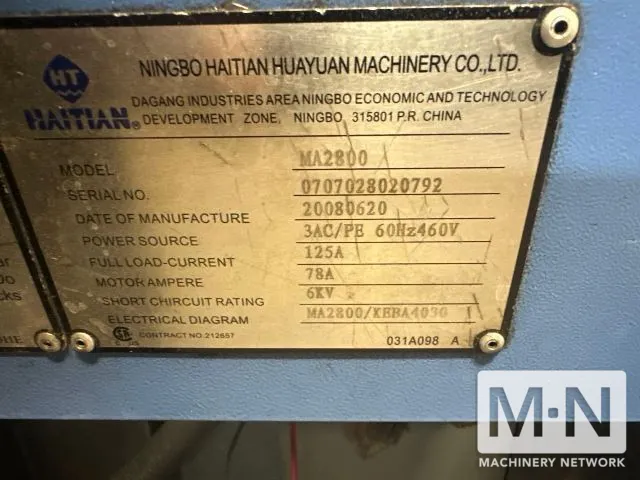 HT
HAITIAN®
NINGBO HAITIAN HUAYUAN MACHINERY CO.,LTD.
DAGANG INDUSTRIES AREA NINGBO ECONOMIC AND TECHNOLOGY
DEVELOPMENT ZONE, NINGBO 315801 P.R. CHINA
MODEL MA2800
SERIAL NO. 0707028020792
DATE OF MANUFACTURE 20080620
POWER SOURCE 3AC/PE 60Hz460V
FULL LOAD-CURRENT 125A
MOTOR AMPERE 78A
SHORT CHIRCUIT RATING 6KV
ELECTRICAL DIAGRAM MA2800/KEBA4030
CONTRACT NO.212657
031A098 A
M·N
MACHINERY NETWORK